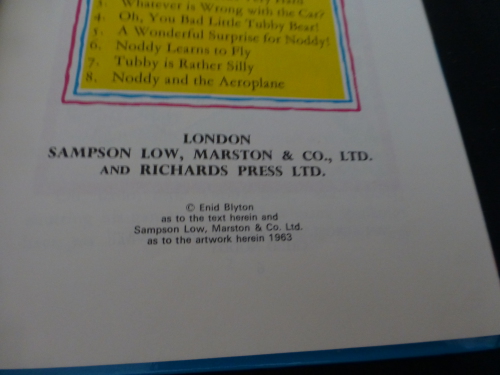 Very Hard
3. Whatever is Wrong with the Car?
4. Oh, You Bad Little Tubby Bear!
5. A Wonderful Surprise for Noddy!
6. Noddy Learns to Fly
7. Tubby is Rather Silly
8. Noddy and the Aeroplane
LONDON
SAMPSON LOW, MARSTON & CO., LTD.
AND RICHARDS PRESS LTD.
© Enid Blyton
as to the text herein and
Sampson Low, Marston & Co. Ltd.
as to the artwork herein 1963